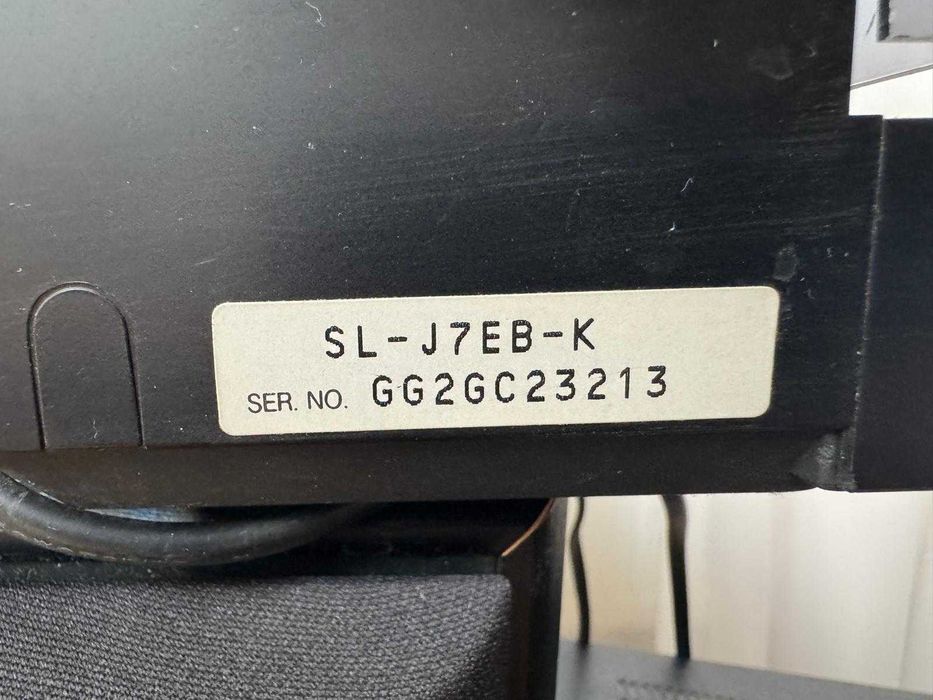 SL-J7EB-K
SER. NO. GG2GC23213